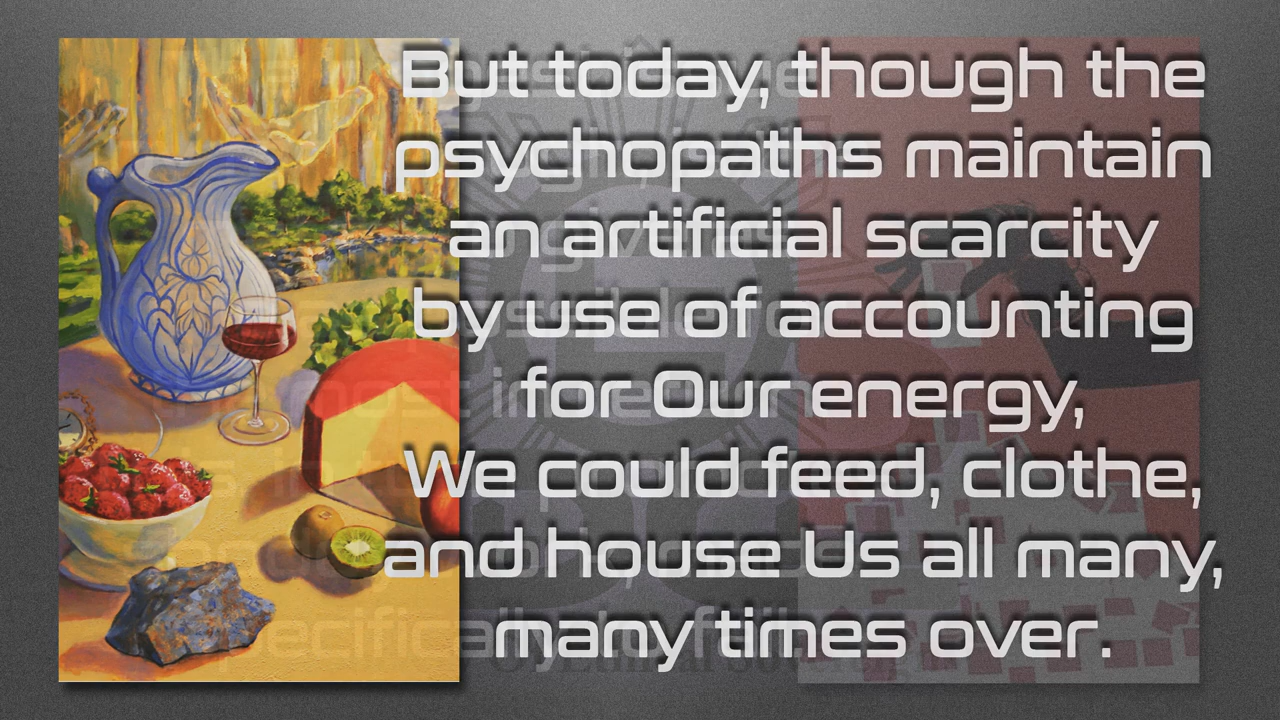 But today, though the
psychopaths maintain
an artificial scarcity
by use of accounting
for Our energy,
We could feed, clothe,
and house Us all many,
many times over.